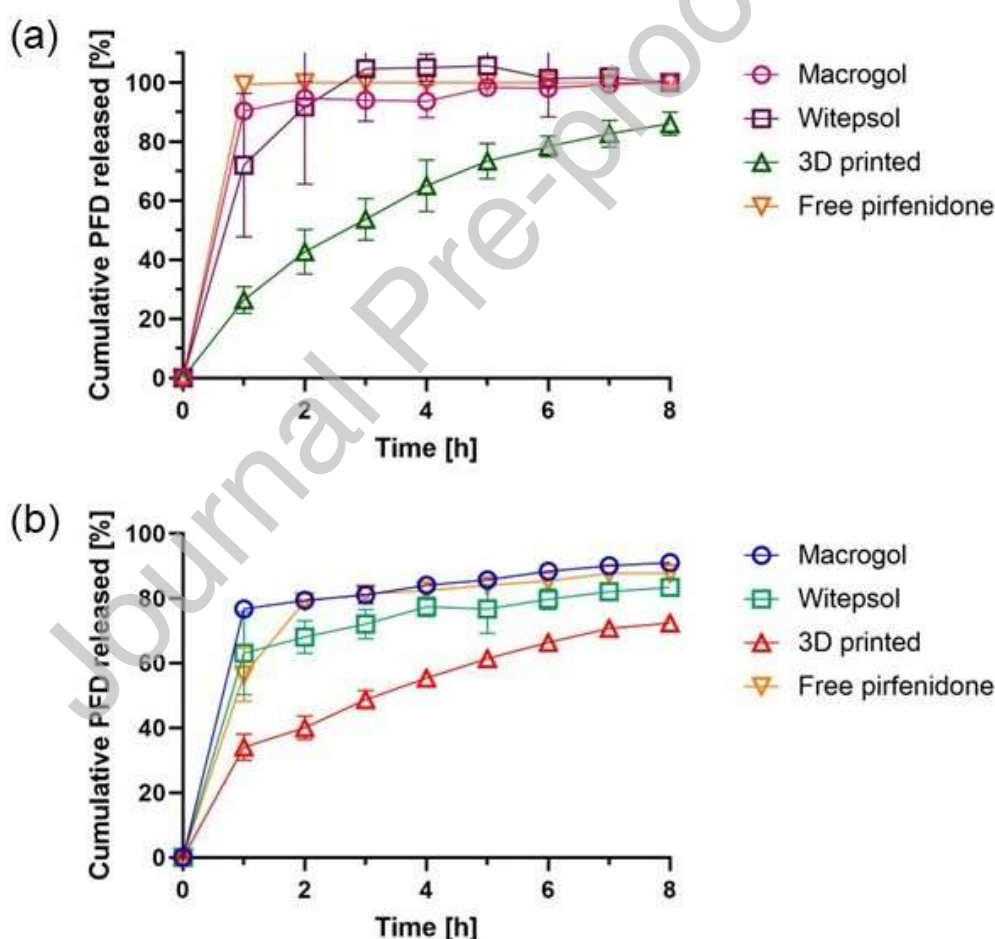 (a)
Cumulative PFD released [%]
100
80
60
40
20
0
0 2 4 6 8
Time [h]
Macrogol
Witepsol
3D printed
Free pirfenidone
(b)
Cumulative PFD released [%]
100
80
60
40
20
0
0 2 4 6 8
Time [h]
Macrogol
Witepsol
3D printed
Free pirfenidone
Journal Pre-proo